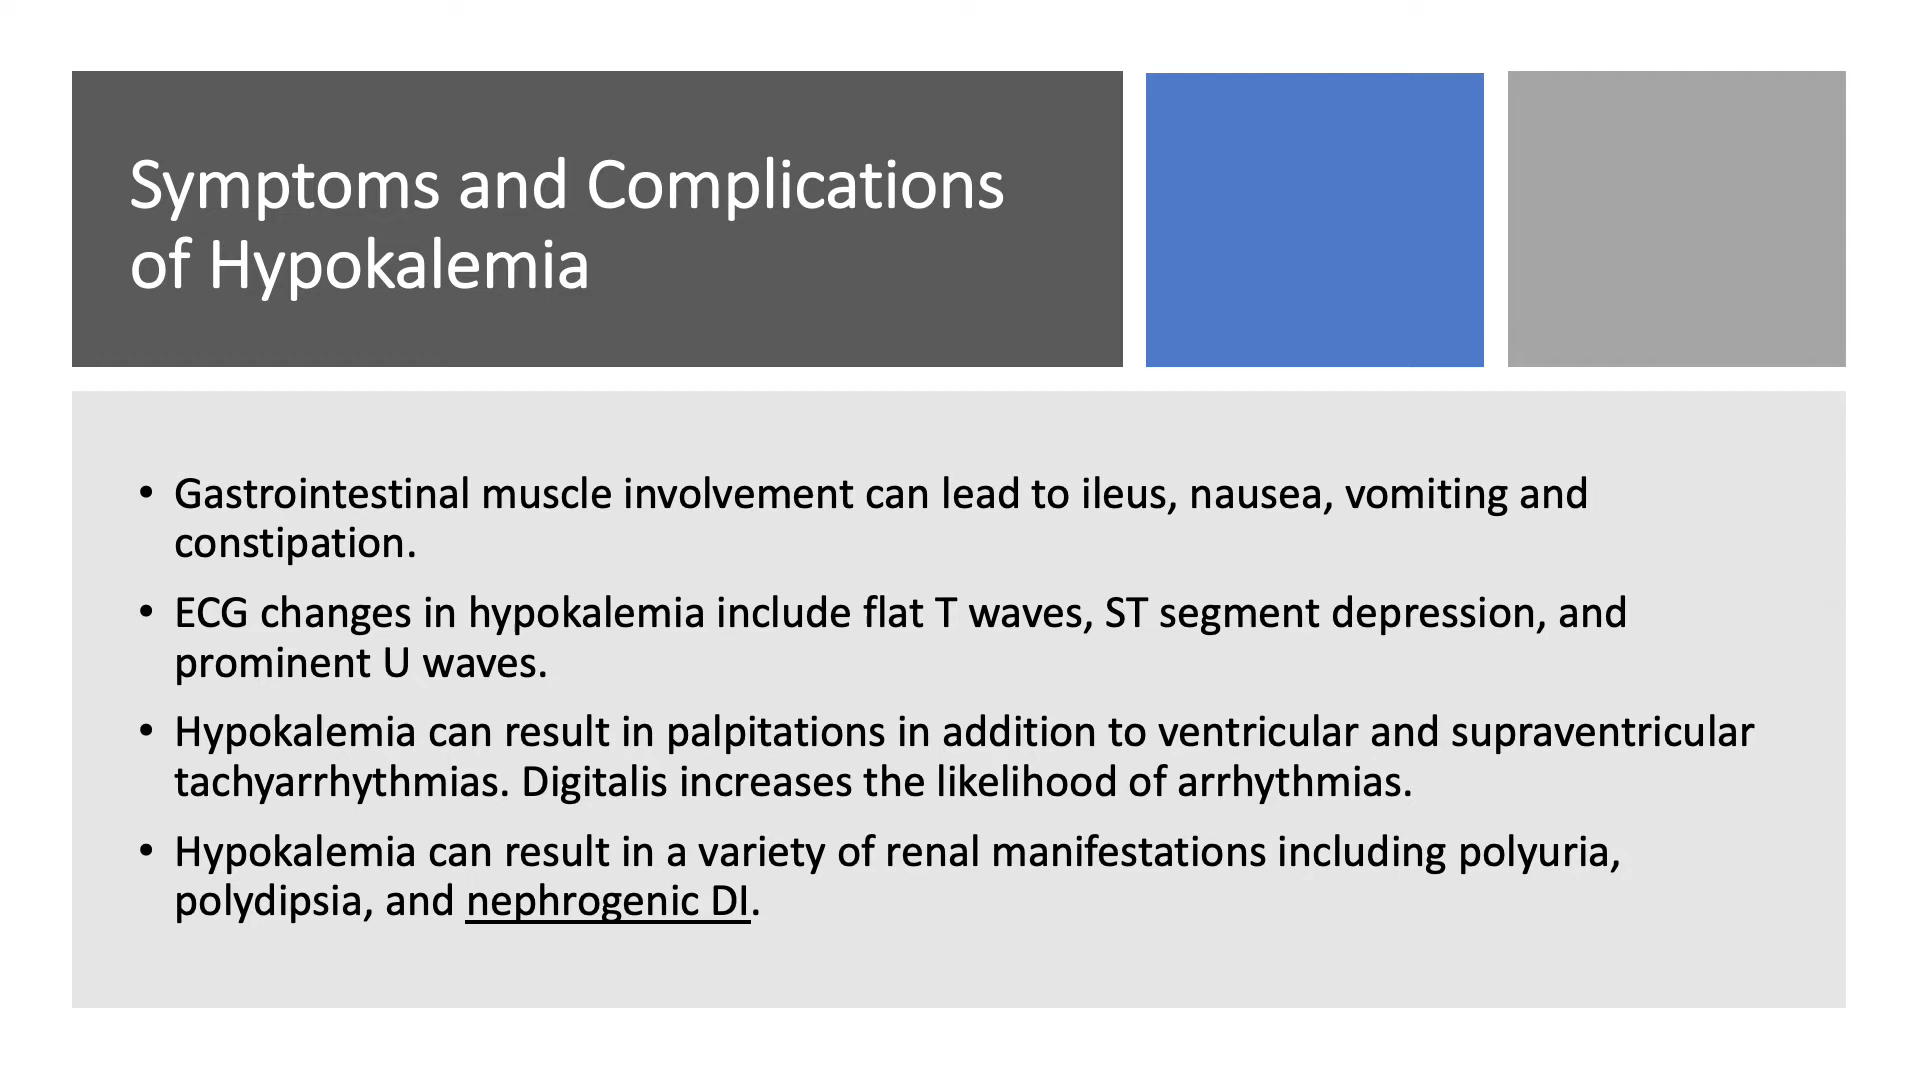 Symptoms and Complications
of Hypokalemia
• Gastrointestinal muscle involvement can lead to ileus, nausea, vomiting and
constipation.
• ECG changes in hypokalemia include flat T waves, ST segment depression, and
prominent U waves.
• Hypokalemia can result in palpitations in addition to ventricular and supraventricular
tachyarrhythmias. Digitalis increases the likelihood of arrhythmias.
• Hypokalemia can result in a variety of renal manifestations including polyuria,
polydipsia, and nephrogenic DI.